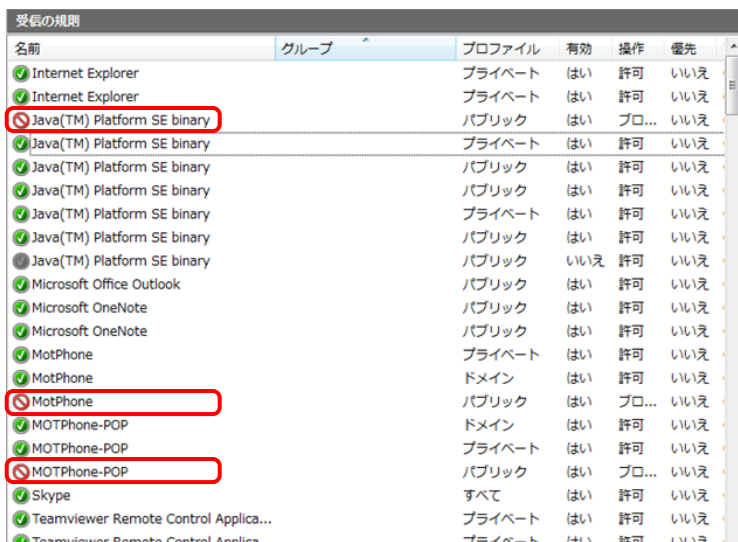 受信の規則
名前 グループ プロファイル 有効 操作 優先
Internet Explorer プライベート はい 許可 いいえ
Internet Explorer プライベート はい 許可 いいえ
Java(TM) Platform SE binary パブリック はい ブロ... いいえ
Java(TM) Platform SE binary プライベート はい 許可 いいえ
Java(TM) Platform SE binary パブリック はい 許可 いいえ
Java(TM) Platform SE binary パブリック はい 許可 いいえ
Java(TM) Platform SE binary プライベート はい 許可 いいえ
Java(TM) Platform SE binary パブリック はい 許可 いいえ
Java(TM) Platform SE binary パブリック いいえ 許可 いいえ
Microsoft Office Outlook パブリック はい 許可 いいえ
Microsoft OneNote パブリック はい 許可 いいえ
Microsoft OneNote パブリック はい 許可 いいえ
MotPhone プライベート はい 許可 いいえ
MotPhone ドメイン はい 許可 いいえ
MotPhone パブリック はい ブロ... いいえ
MOTPhone-POP ドメイン はい 許可 いいえ
MOTPhone-POP プライベート はい 許可 いいえ
MOTPhone-POP パブリック はい ブロ... いいえ
Skype すべて はい 許可 いいえ
Teamviewer Remote Control Applica... プライベート はい 許可 いいえ
Teamviewer Remote Control Applica... プライベート はい 許可 いいえ